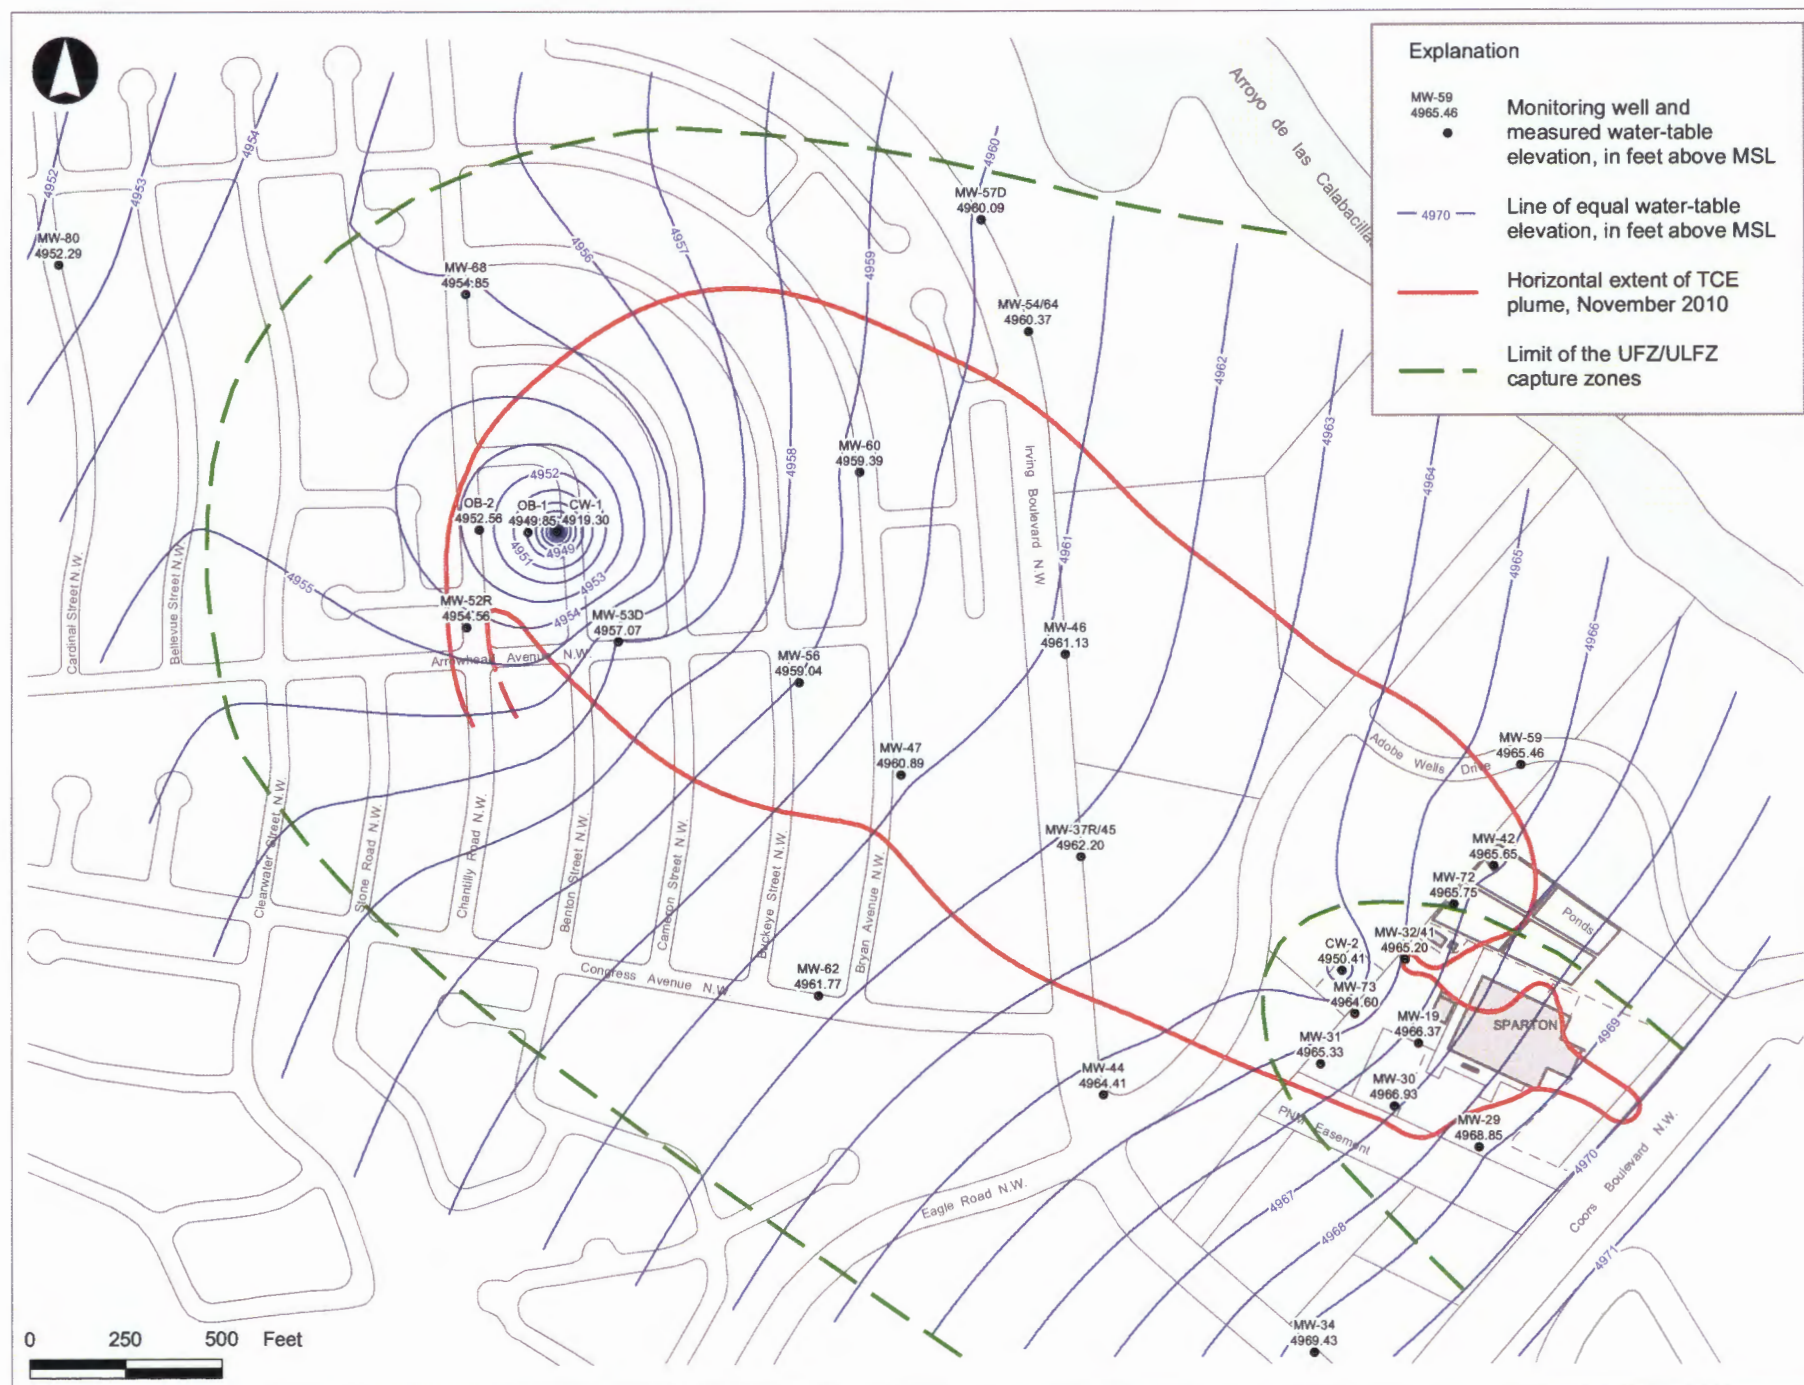 Explanation
MW-59
4965.46
Monitoring well and
measured water-table
elevation, in feet above MSL
4970
Line of equal water-table
elevation, in feet above MSL
Horizontal extent of TCE
plume, November 2010
Limit of the UFZ/ULFZ
capture zones
Arroyo de las Calabacillas
4952
4953
4954
4960
MW-57D
4960.09
MW-80
4952.29
MW-68
4954.85
4956
4957
4959
MW-54/64
4960.37
4962
4963
4958
MW-60
4959.39
4964
Irving Boulevard N.W
4952
OB-2
4952.56
OB-1
4949.85
CW-1
4919.30
4951
4949
4953
4954
4955
4961
4965
4966
Cardinal Street N.W.
Bellevue Street N.W.
MW-52R
4954.56
MW-53D
4957.07
Arrowhead Avenue N.W.
MW-56
4959.04
MW-46
4961.13
MW-47
4960.89
MW-59
4965.46
Adobe Wells Drive
MW-37R/45
4962.20
MW-42
4965.65
MW-72
4965.75
Ponds
Clearwater Street N.W.
Stone Road N.W.
Chantilly Road N.W.
Benton Street N.W.
Cameron Street N.W.
Buckeye Street N.W.
Bryan Avenue N.W.
MW-32/41
4965.20
CW-2
4950.41
MW-73
4964.60
MW-62
4961.77
Congress Avenue N.W
MW-19
4966.37
SPARTON
4969
MW-31
4965.33
MW-44
4964.41
MW-30
4966.93
MW-29
4968.85
PNM Easement
4970
Coors Boulevard N.W.
Eagle Road N.W.
4967
4968
4971
MW-34
4969.43
0 250 500 Feet